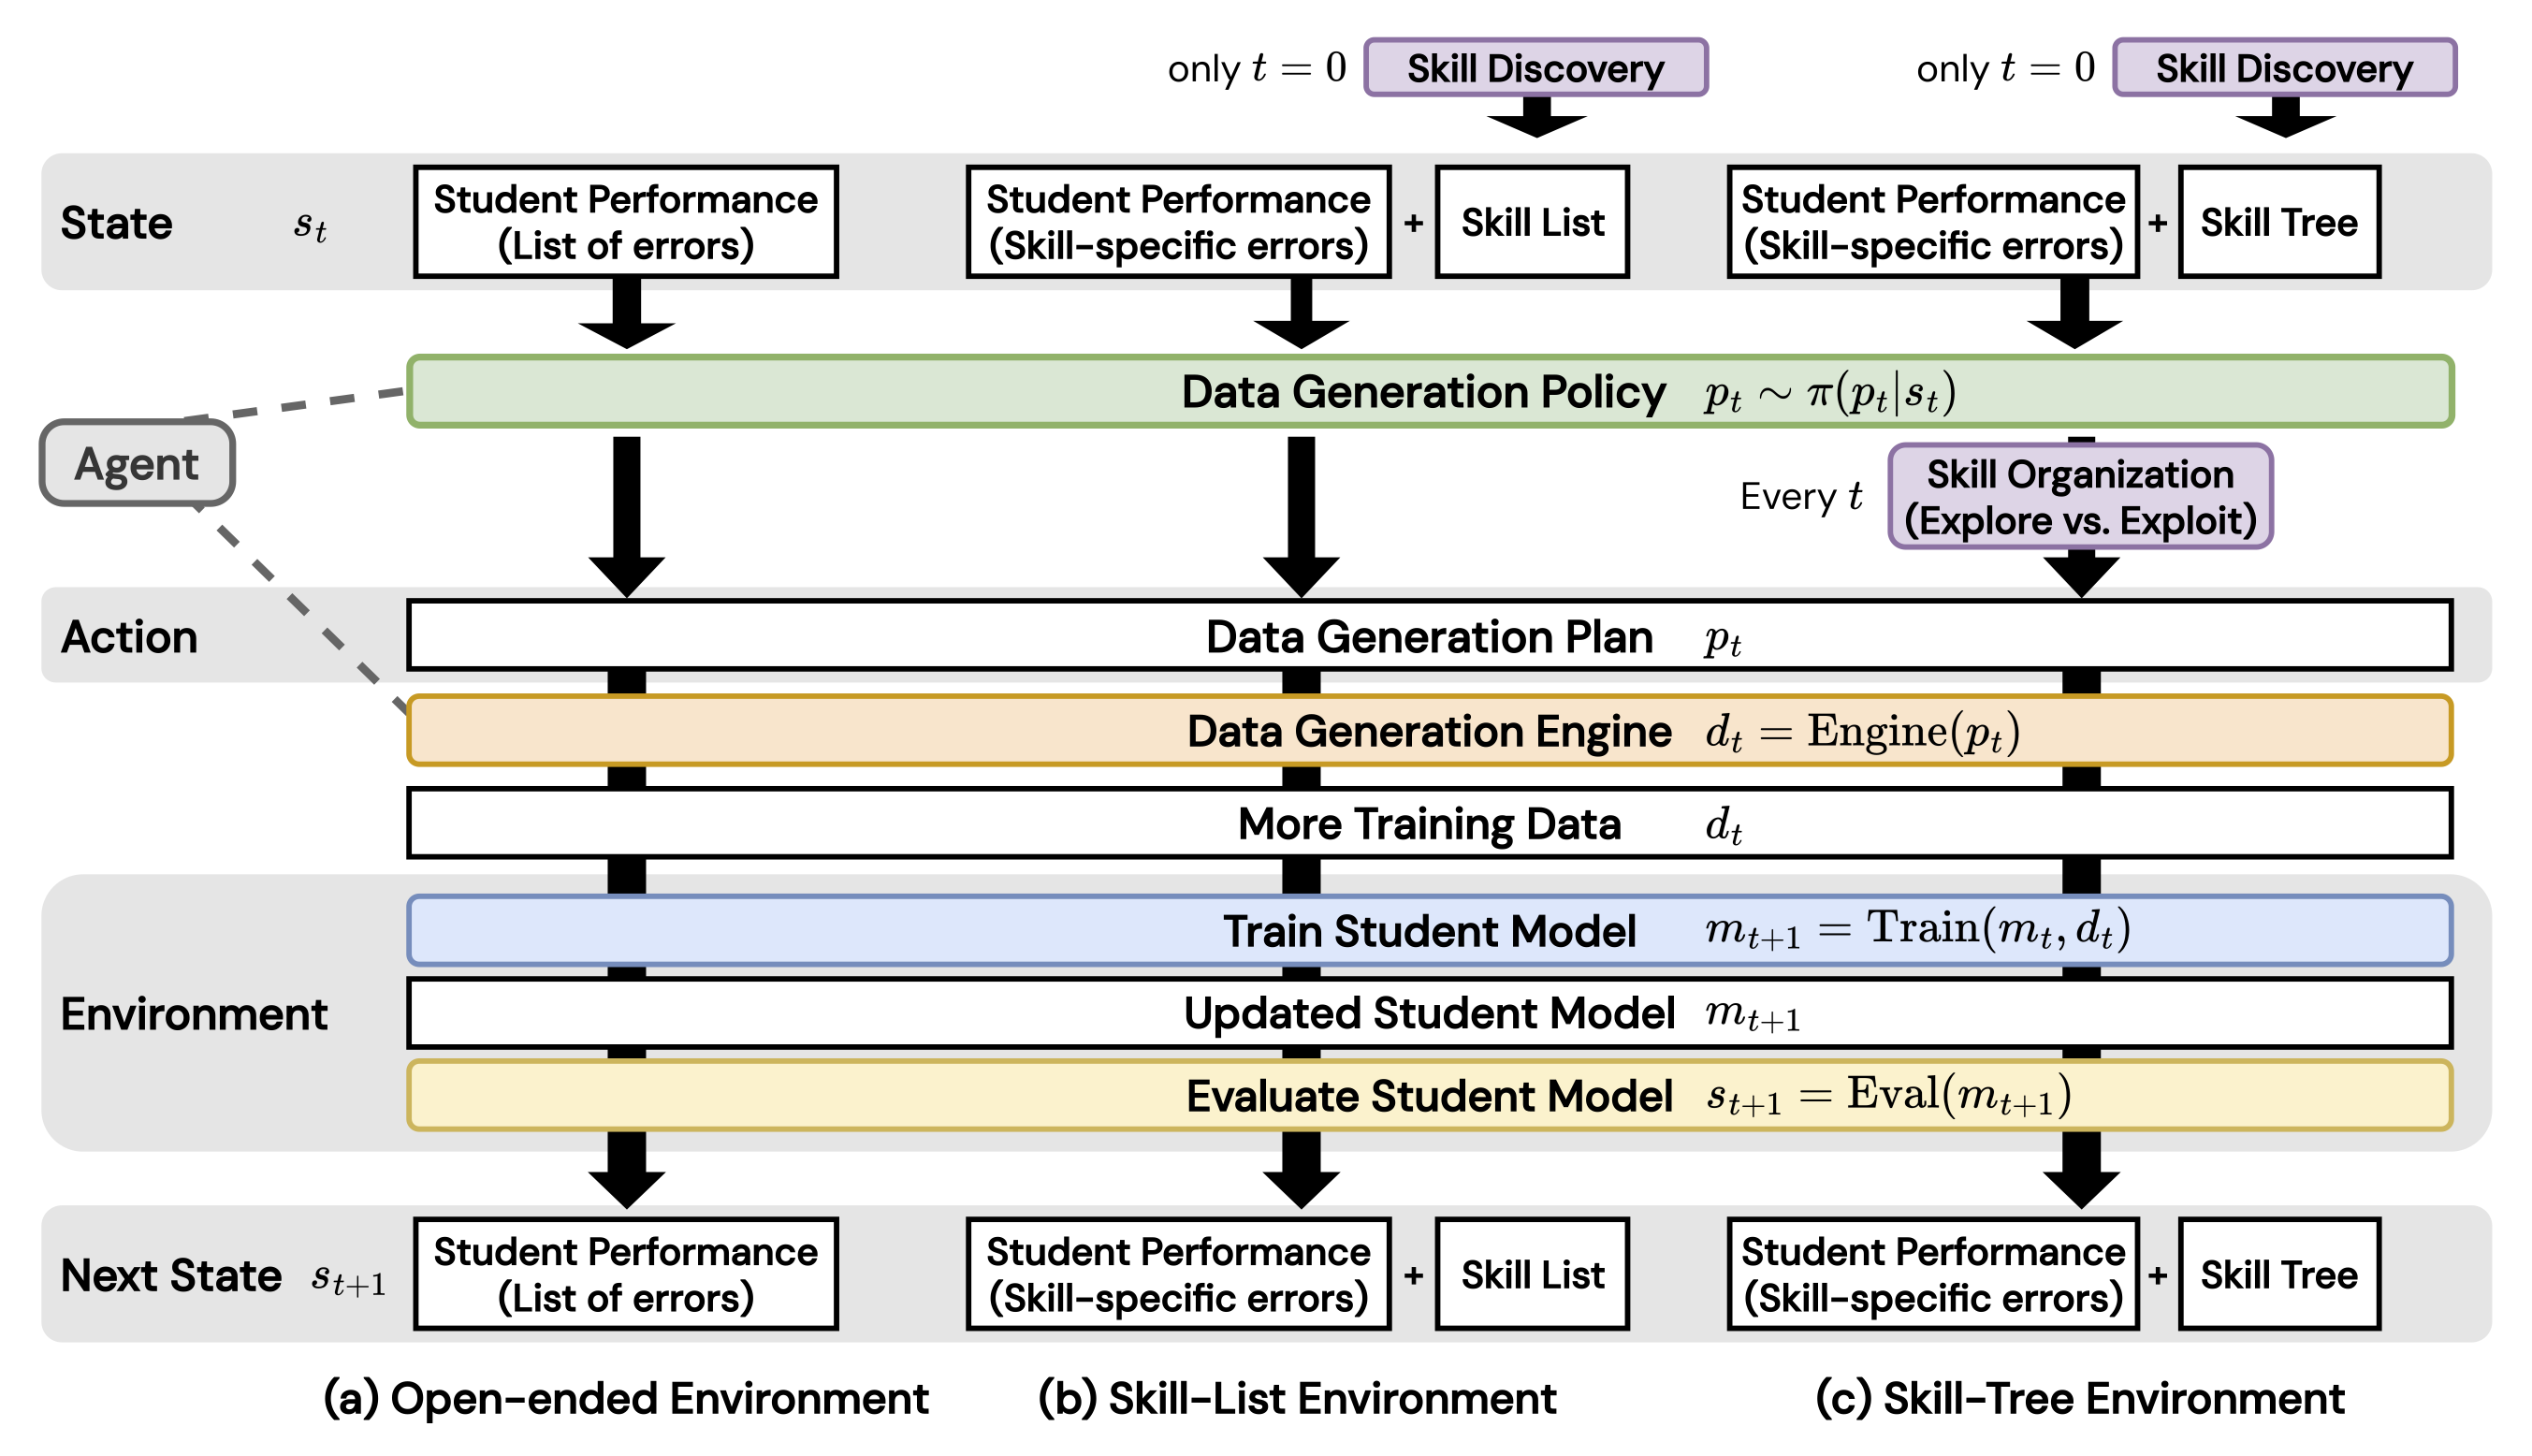 only t = 0 Skill Discovery only t = 0 Skill Discovery
State s_t Student Performance (List of errors) Student Performance (Skill-specific errors) + Skill List Student Performance (Skill-specific errors) + Skill Tree
Data Generation Policy p_t ∼ π(p_t|s_t)
Agent
Every t Skill Organization
(Explore vs. Exploit)
Action Data Generation Plan p_t
Data Generation Engine d_t = Engine(p_t)
More Training Data d_t
Train Student Model m_{t+1} = Train(m_t, d_t)
Environment Updated Student Model m_{t+1}
Evaluate Student Model s_{t+1} = Eval(m_{t+1})
Next State s_{t+1} Student Performance (List of errors) Student Performance (Skill-specific errors) + Skill List Student Performance (Skill-specific errors) + Skill Tree
(a) Open-ended Environment (b) Skill-List Environment (c) Skill-Tree Environment